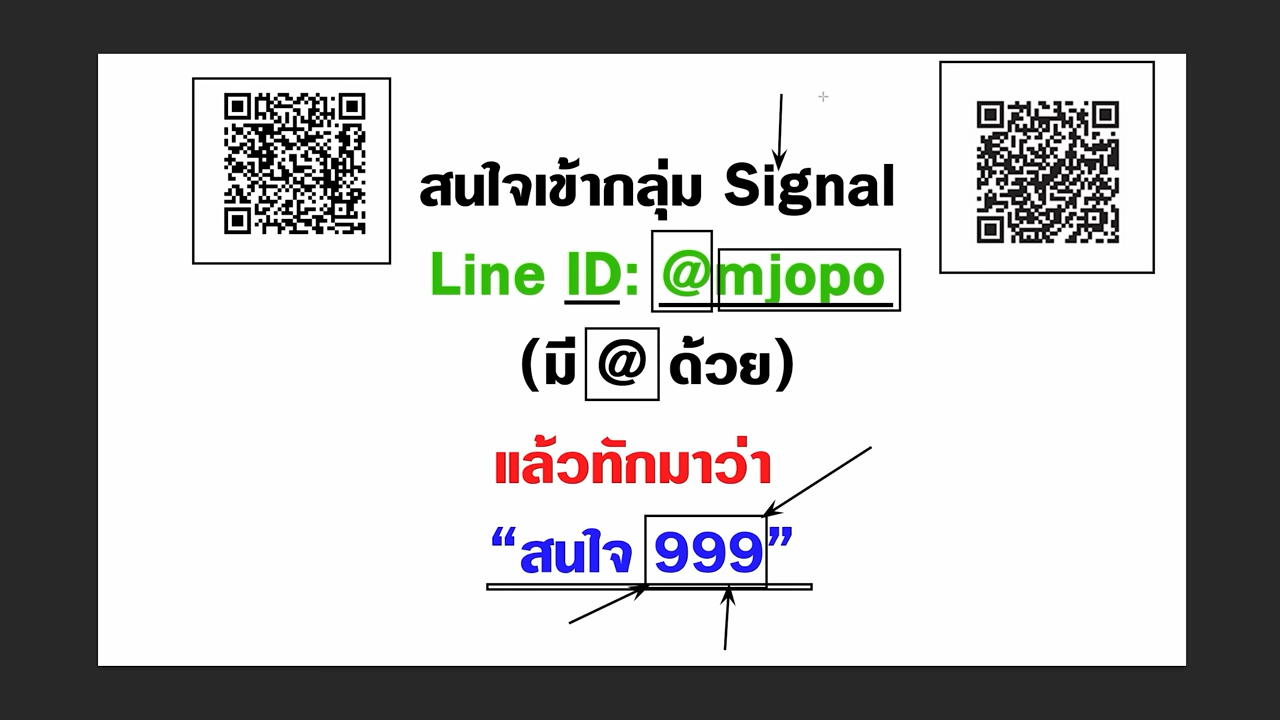 สนใจเข้ากลุ่ม Signal
Line ID: @mjopo
(มี @ ด้วย)
แล้วทักมาว่า
“สนใจ 999”